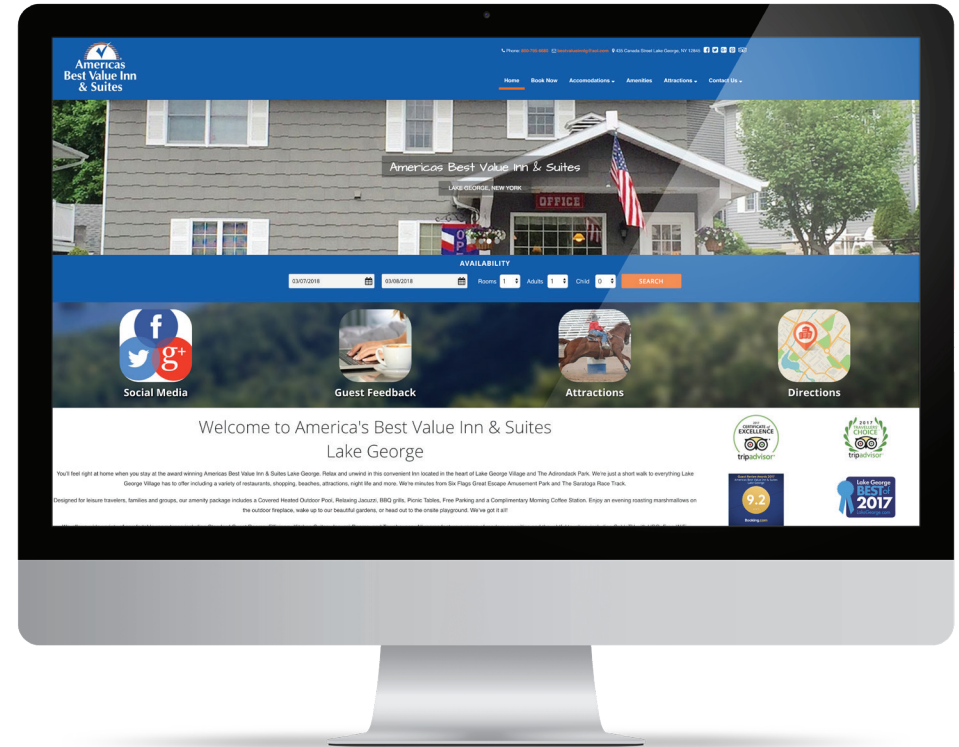 Americas
Best Value Inn
& Suites
Phone: 435 Canada Street Lake George, NY 12845
Home Book Now Accomodations Amenities Attractions Contact Us
Americas Best Value Inn & Suites
LAKE GEORGE, NEW YORK
OFFICE
AVAILABILITY
03/07/2018 03/08/2018 Rooms 1 Adults 1 Child 0 SEARCH
f
g+
Social Media Guest Feedback Attractions Directions
Welcome to America's Best Value Inn & Suites
Lake George
You'll feel right at home when you stay at the award winning Americas Best Value Inn & Suites Lake George. Relax and unwind in this convenient Inn located in the heart of Lake George Village and The Adirondack Park. We're just a short walk to everything Lake
George Village has to offer including a variety of restaurants, shopping, beaches, attractions, night life and more. We're minutes from Six Flags Great Escape Amusement Park and The Saratoga Race Track.
Designed for leisure travelers, families and groups, our amenity package includes a Covered Heated Outdoor Pool, Relaxing Jacuzzi, BBQ grills, Picnic Tables, Free Parking and a Complimentary Morning Coffee Station. Enjoy an evening roasting marshmallows on
the outdoor fireplace, wake up to our beautiful gardens, or head out to the onsite playground. We've got it all!
2017
CERTIFICATE of
EXCELLENCE
tripadvisor
2017
TRAVELLERS'
CHOICE
tripadvisor
9.2
Booking.com
Lake George
BEST of
2017
LakeGeorge.com